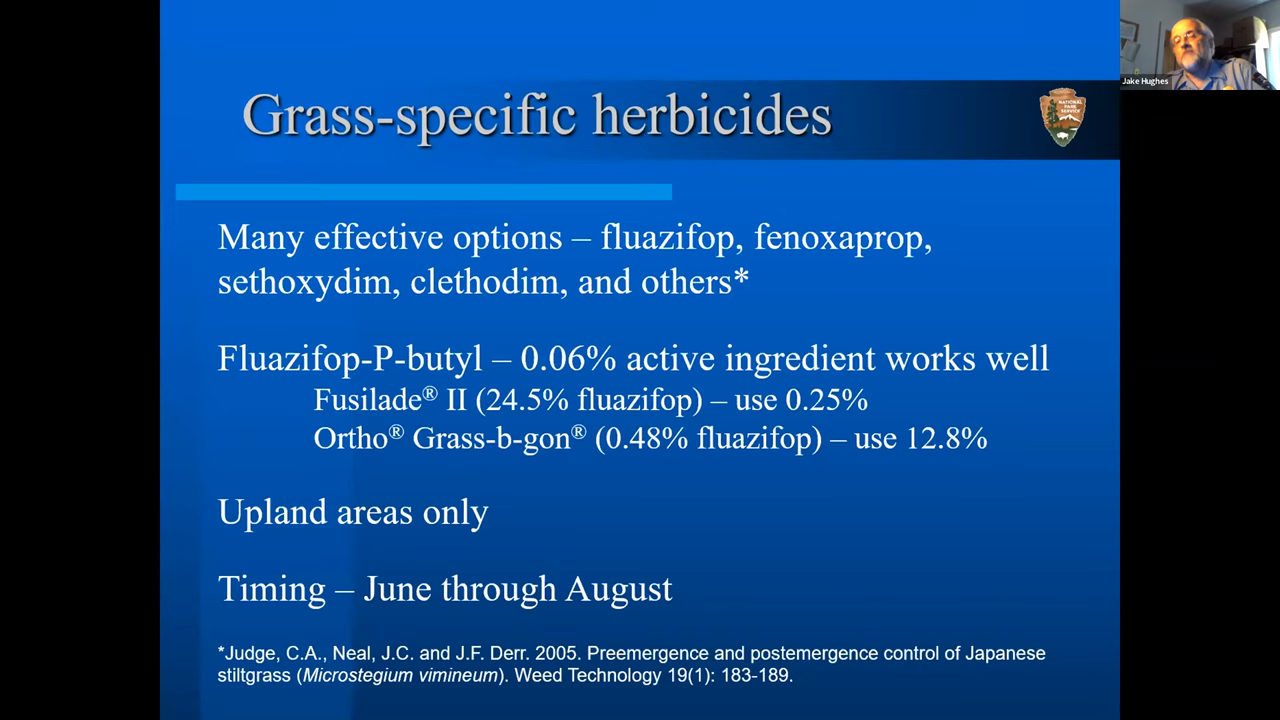 Jake Hughes
Grass-specific herbicides
NATIONAL
PARK
SERVICE
Many effective options – fluazifop, fenoxaprop,
sethoxydim, clethodim, and others*
Fluazifop-P-butyl – 0.06% active ingredient works well
Fusilade® II (24.5% fluazifop) – use 0.25%
Ortho® Grass-b-gon® (0.48% fluazifop) – use 12.8%
Upland areas only
Timing – June through August
*Judge, C.A., Neal, J.C. and J.F. Derr. 2005. Preemergence and postemergence control of Japanese
stiltgrass (Microstegium vimineum). Weed Technology 19(1): 183-189.